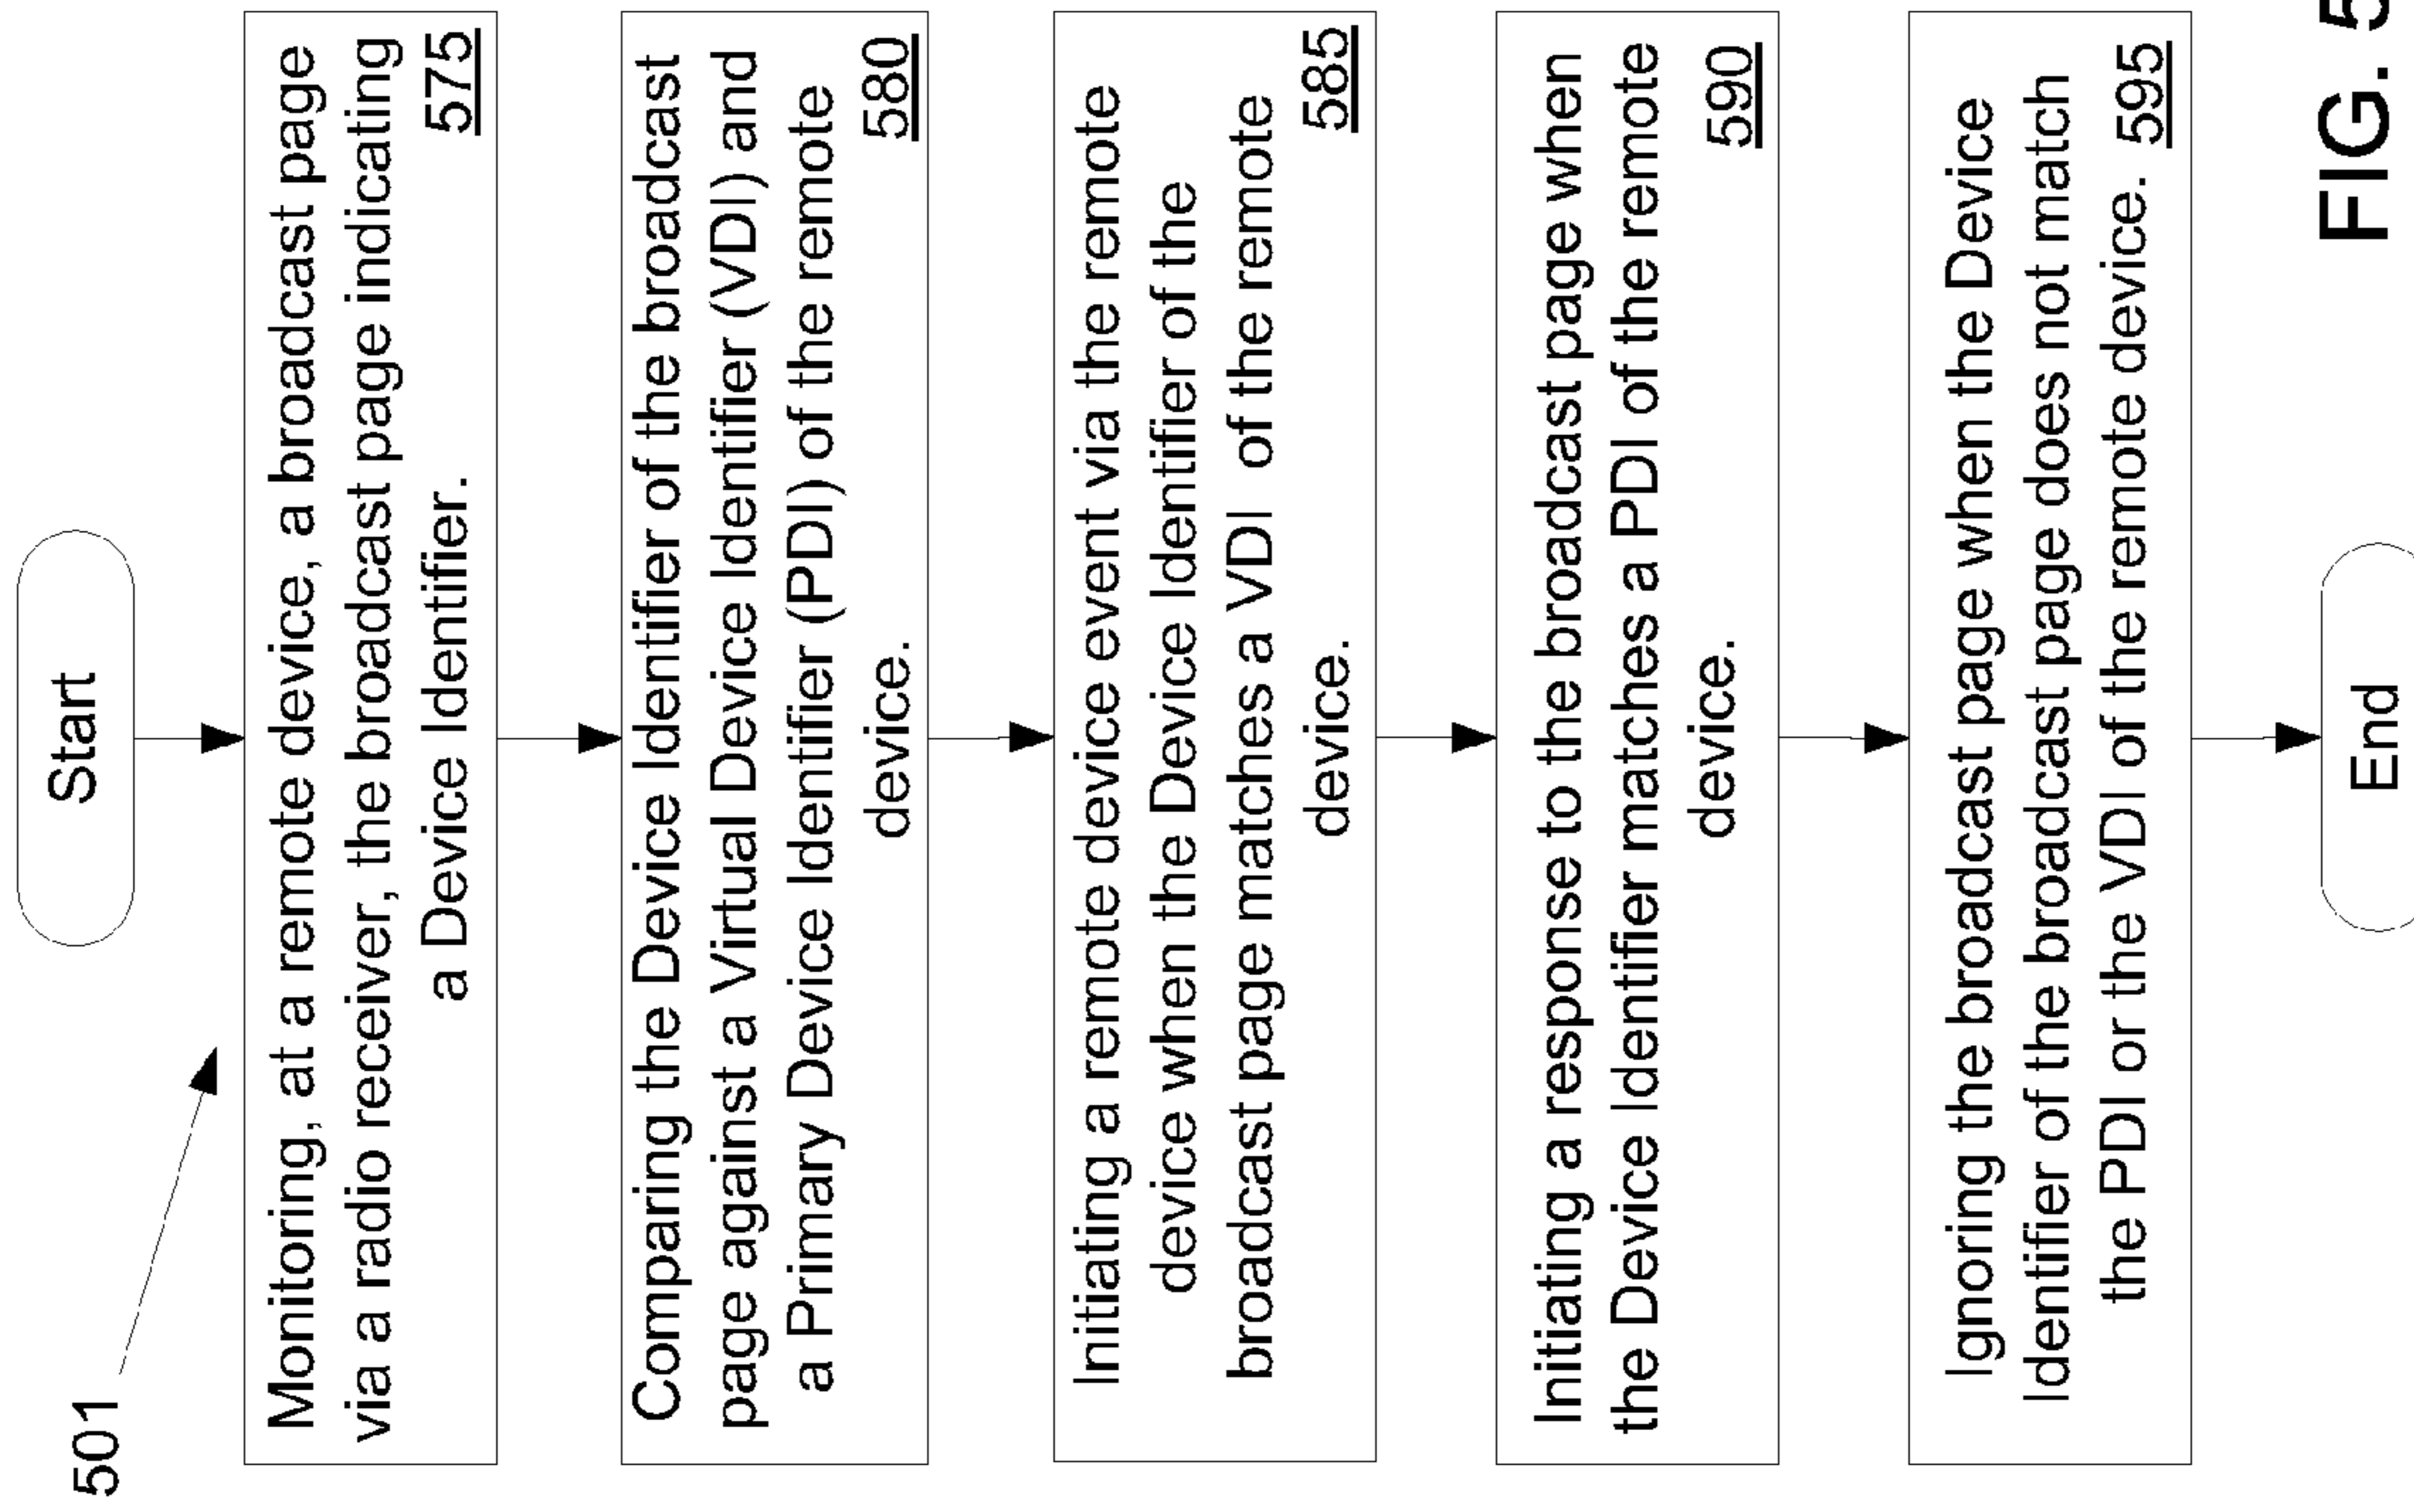 501
Start
Monitoring, at a remote device, a broadcast page
via a radio receiver, the broadcast page indicating
a Device Identifier.
575
Comparing the Device Identifier of the broadcast
page against a Virtual Device Identifier (VDI) and
a Primary Device Identifier (PDI) of the remote
device.
580
Initiating a remote device event via the remote
device when the Device Identifier of the
broadcast page matches a VDI of the remote
device.
585
Initiating a response to the broadcast page when
the Device Identifier matches a PDI of the remote
device.
590
Ignoring the broadcast page when the Device
Identifier of the broadcast page does not match
the PDI or the VDI of the remote device. 595
End
FIG. 5